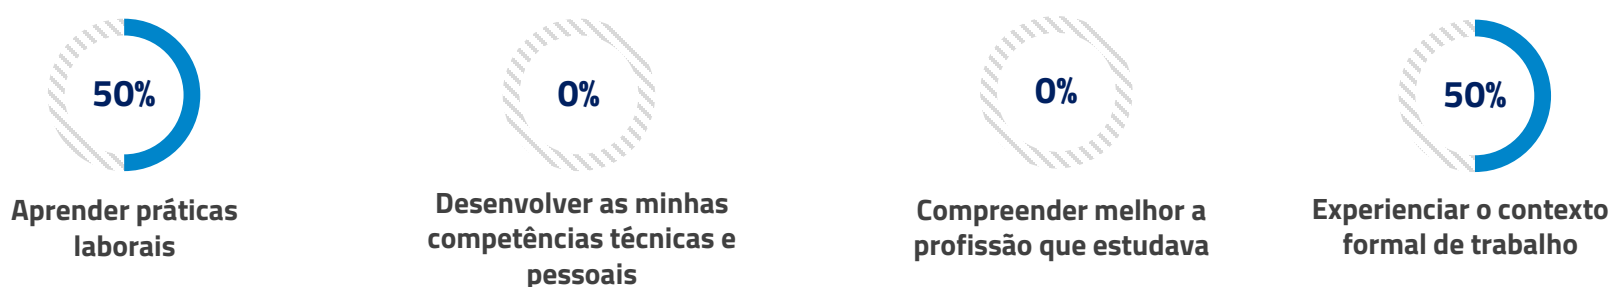 50%
Aprender práticas
laborais
0%
Desenvolver as minhas
competências técnicas e
pessoais
0%
Compreender melhor a
profissão que estudava
50%
Experienciar o contexto
formal de trabalho